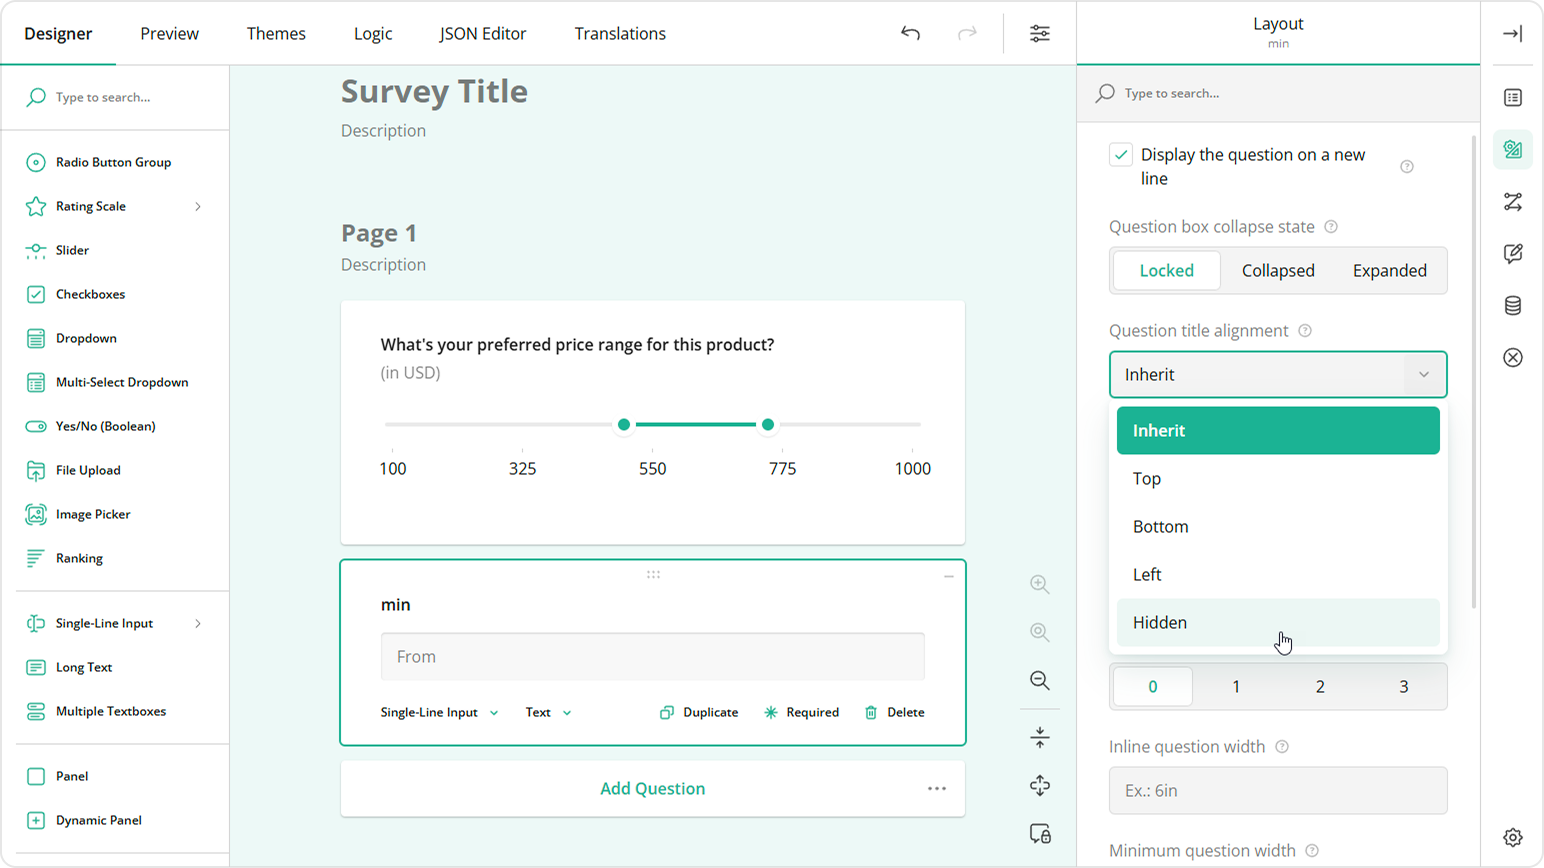 Designer
Preview
Themes
Logic
JSON Editor
Translations
Layout
min
Type to search...
Radio Button Group
Rating Scale
Slider
Checkboxes
Dropdown
Multi-Select Dropdown
Yes/No (Boolean)
File Upload
Image Picker
Ranking
Single-Line Input
Long Text
Multiple Textboxes
Panel
Dynamic Panel
Survey Title
Description
Page 1
Description
What's your preferred price range for this product?
(in USD)
100 325 550 775 1000
min
From
Single-Line Input
Text
Duplicate
Required
Delete
Add Question
Type to search...
Display the question on a new
line
Question box collapse state
Locked
Collapsed
Expanded
Question title alignment
Inherit
Inherit
Top
Bottom
Left
Hidden
0 1 2 3
Inline question width
Ex.: 6in
Minimum question width